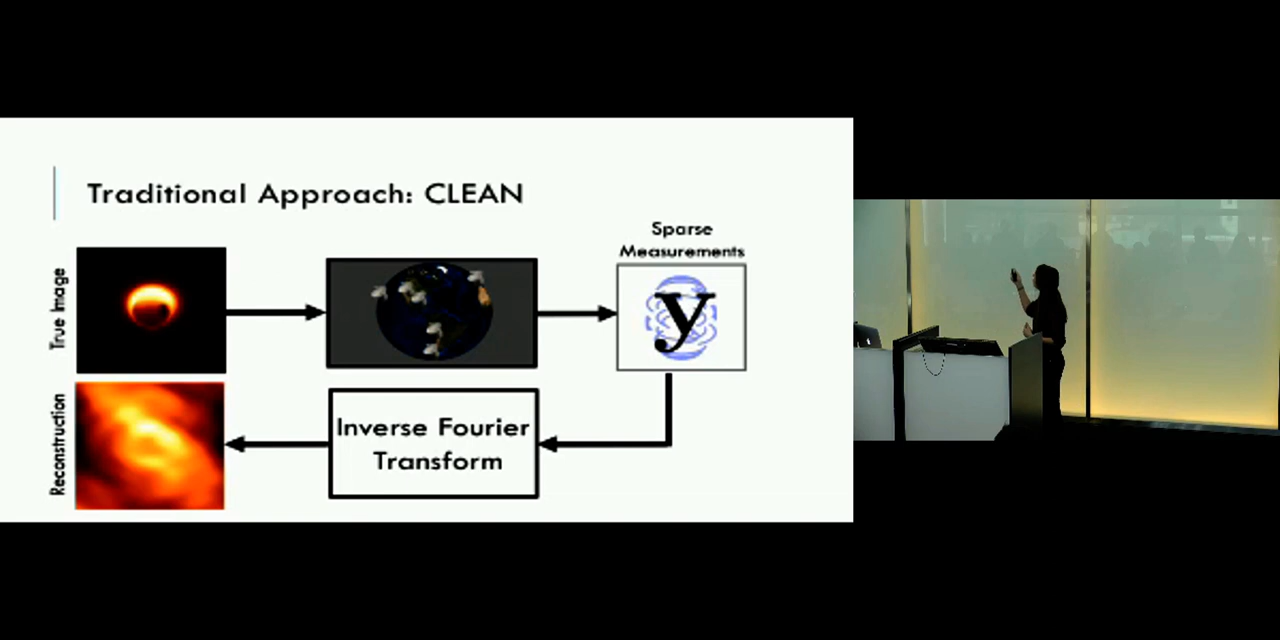 Traditional Approach: CLEAN
Sparse
Measurements
True Image
y
Inverse Fourier
Transform
Reconstruction